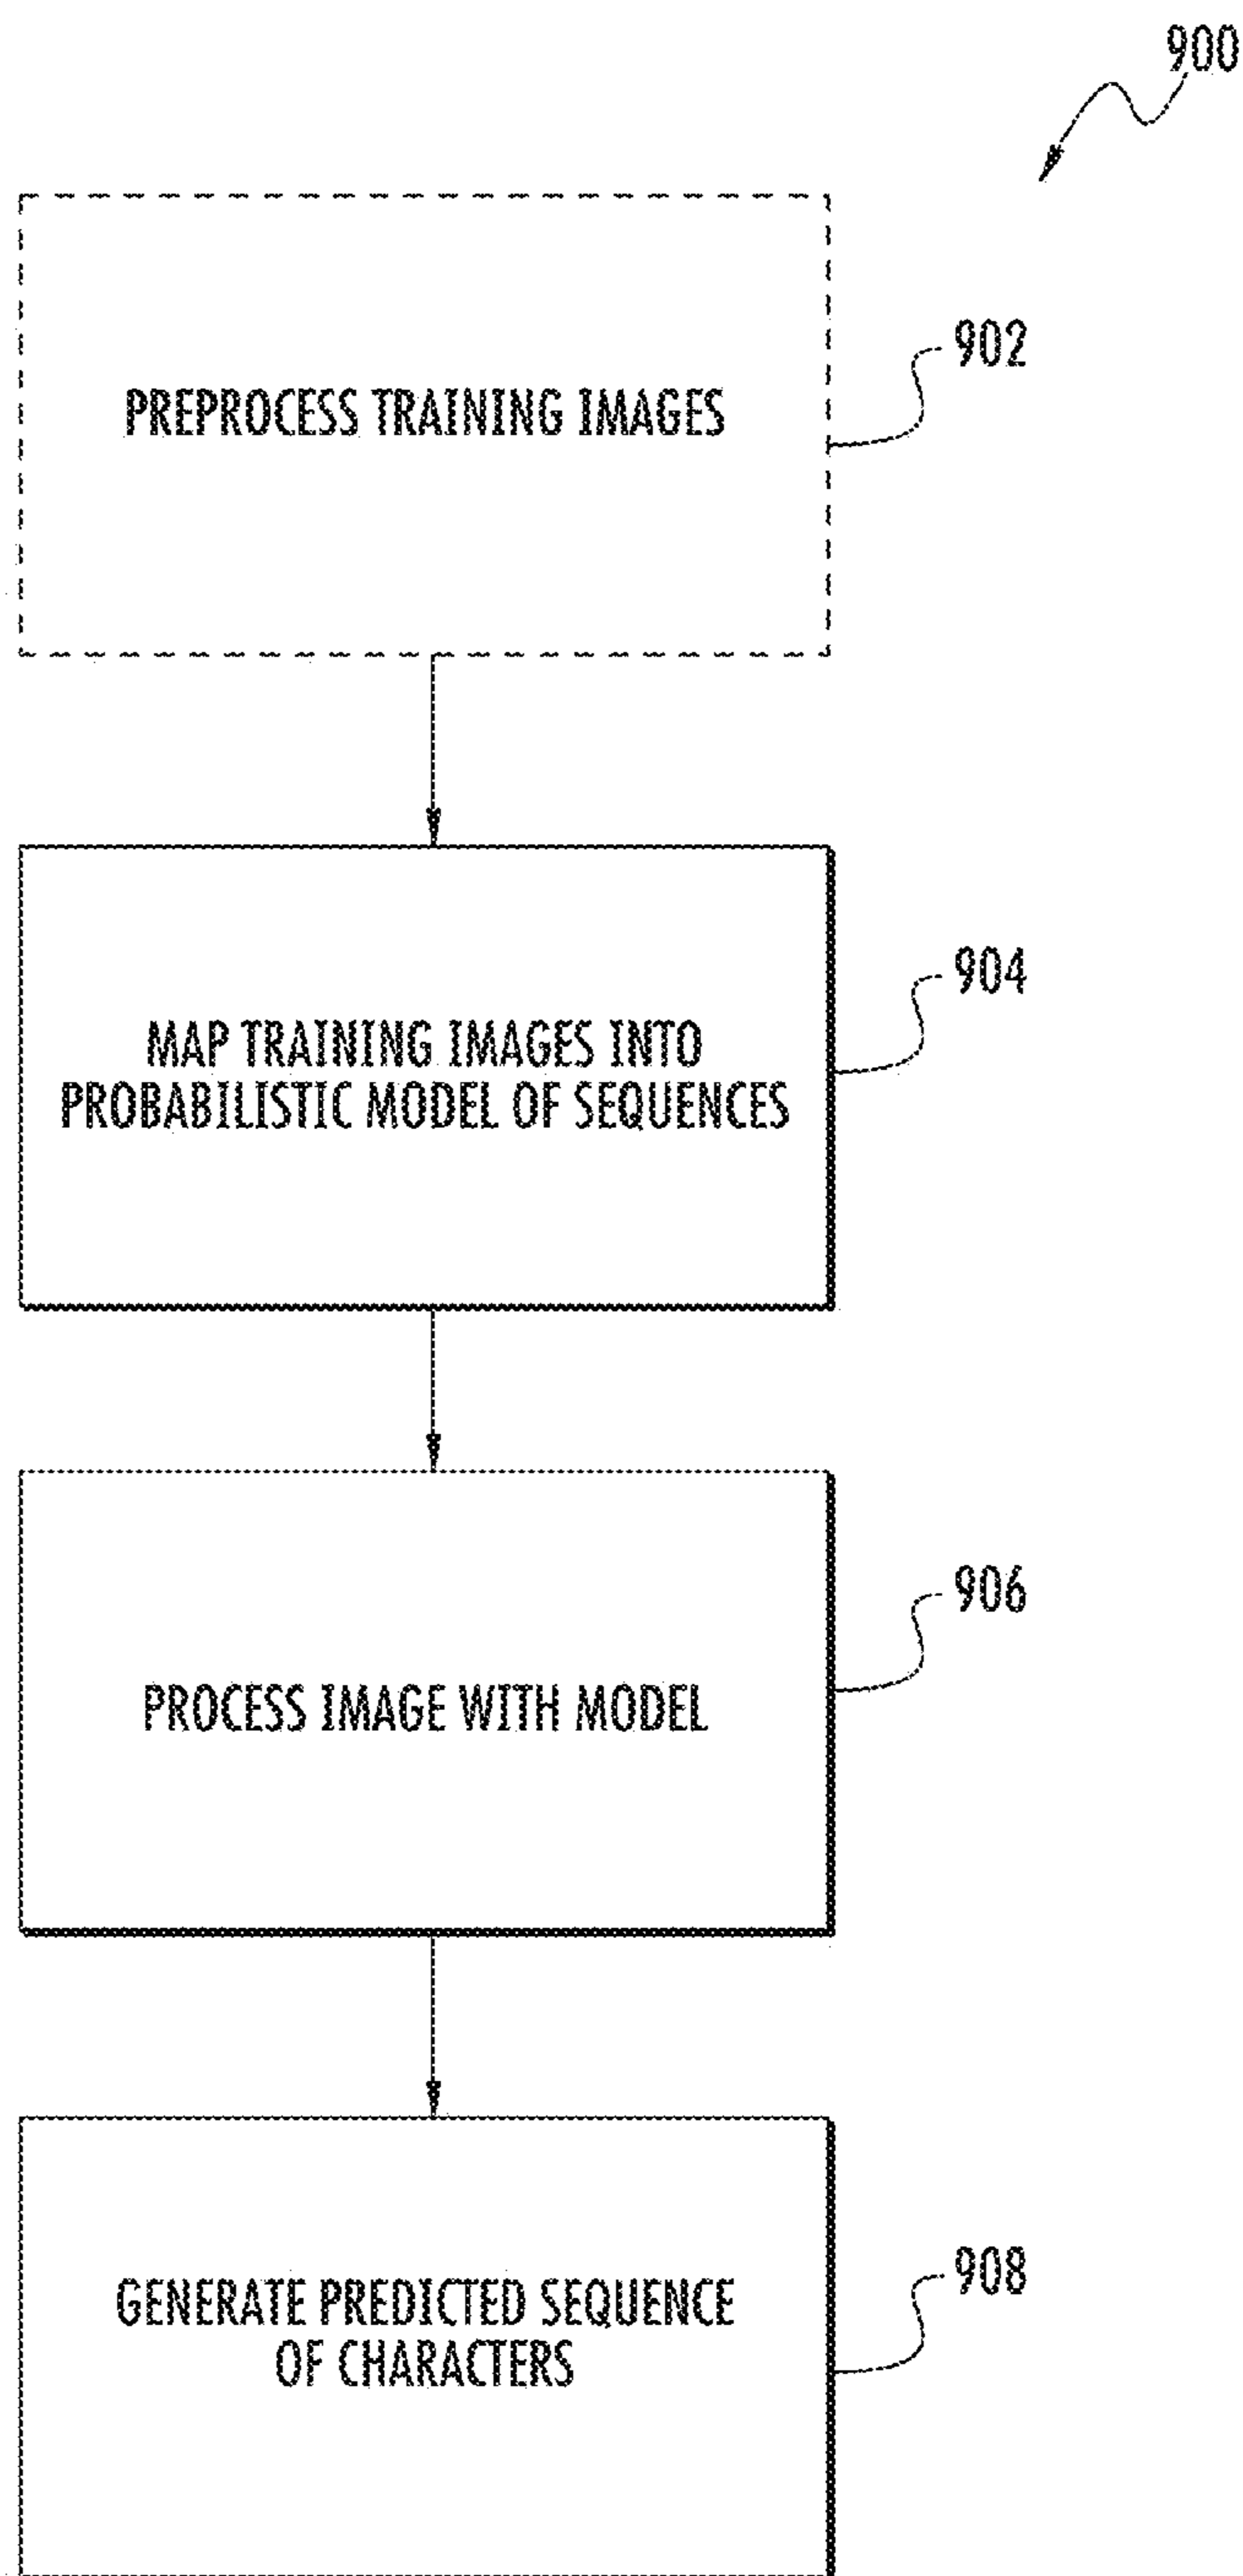 900
PREPROCESS TRAINING IMAGES
902
MAP TRAINING IMAGES INTO
PROBABILISTIC MODEL OF SEQUENCES
904
PROCESS IMAGE WITH MODEL
906
GENERATE PREDICTED SEQUENCE
OF CHARACTERS
908